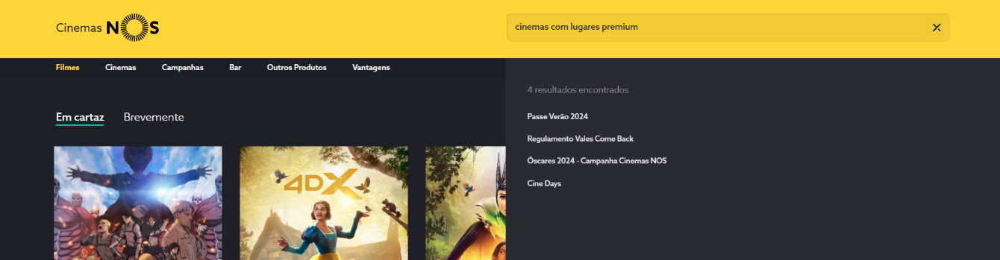 Cinemas NOS
cinemas com lugares premium
Filmes Cinemas Campanhas Bar Outros Produtos Vantagens
4 resultados encontrados
Em cartaz Brevemente
Passe Verão 2024
Regulamento Vales Come Back
Óscares 2024 - Campanha Cinemas NOS
Cine Days
4DX